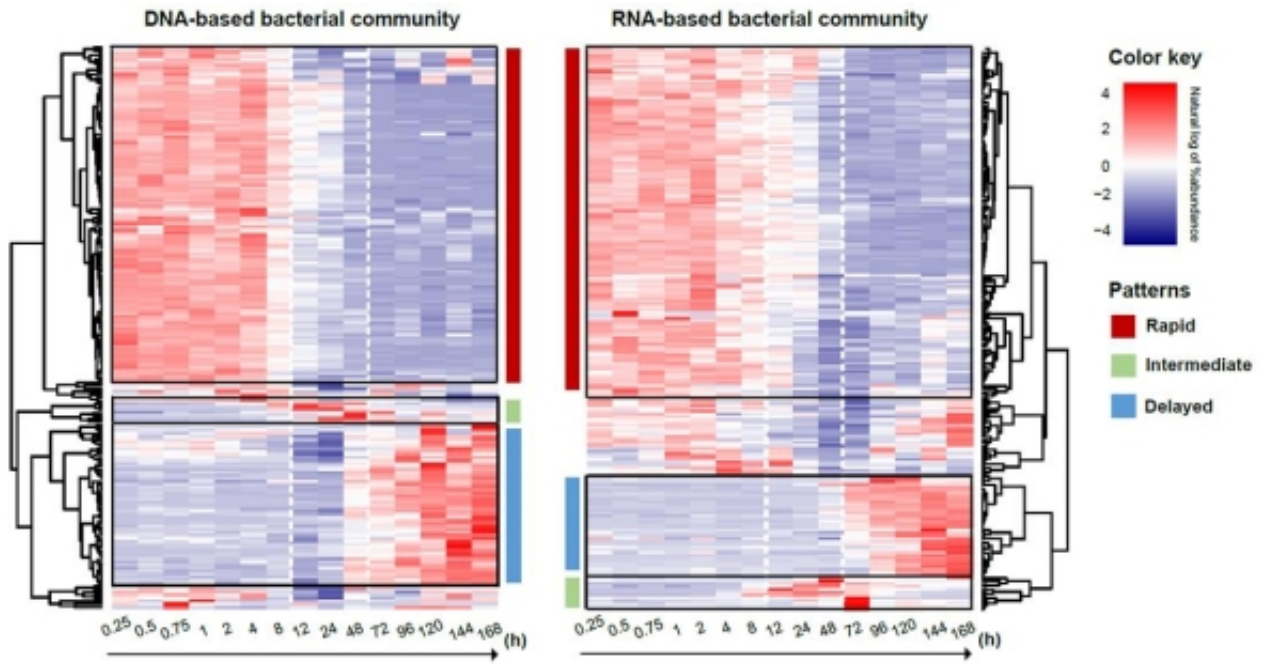 DNA-based bacterial community
RNA-based bacterial community
Color key
4
2
0
−2
−4
Natural log of %abundance
Patterns
Rapid
Intermediate
Delayed
0.25 0.5 0.75 1 2 4 8 12 24 48 72 96 120 144 168 (h)
0.25 0.5 0.75 1 2 4 8 12 24 48 72 96 120 144 168 (h)